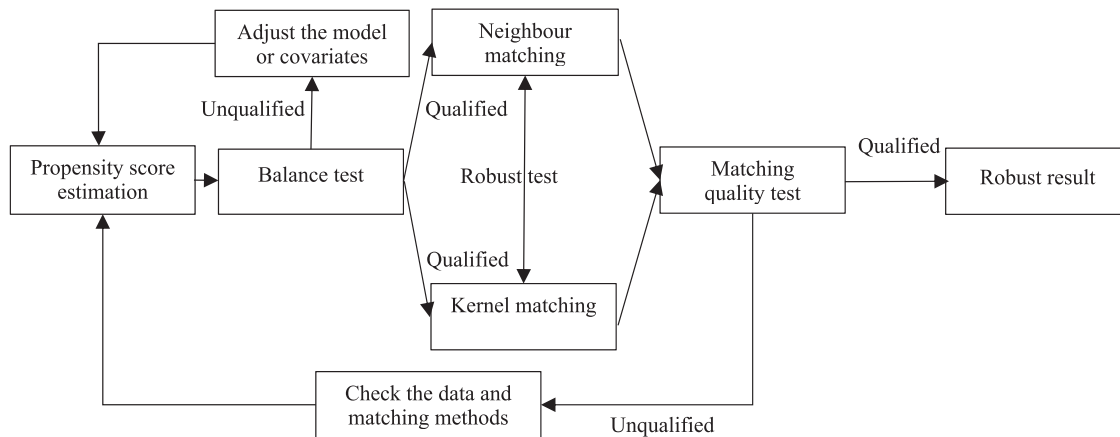 Adjust the model
or covariates
Neighbour
matching
Unqualified
Qualified
Qualified
Propensity score
estimation
Balance test
Robust test
Matching
quality test
Robust result
Qualified
Kernel matching
Check the data and
matching methods
Unqualified